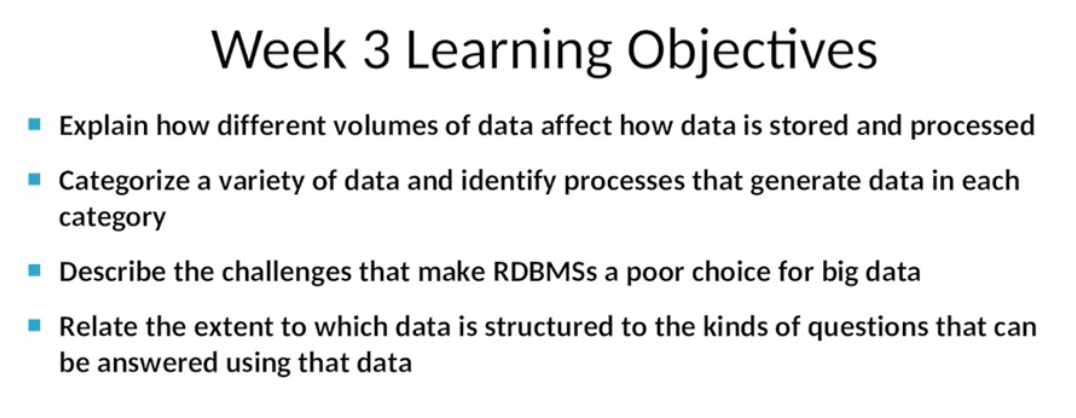 Week 3 Learning Objectives
Explain how different volumes of data affect how data is stored and processed
Categorize a variety of data and identify processes that generate data in each
category
Describe the challenges that make RDBMSs a poor choice for big data
Relate the extent to which data is structured to the kinds of questions that can
be answered using that data